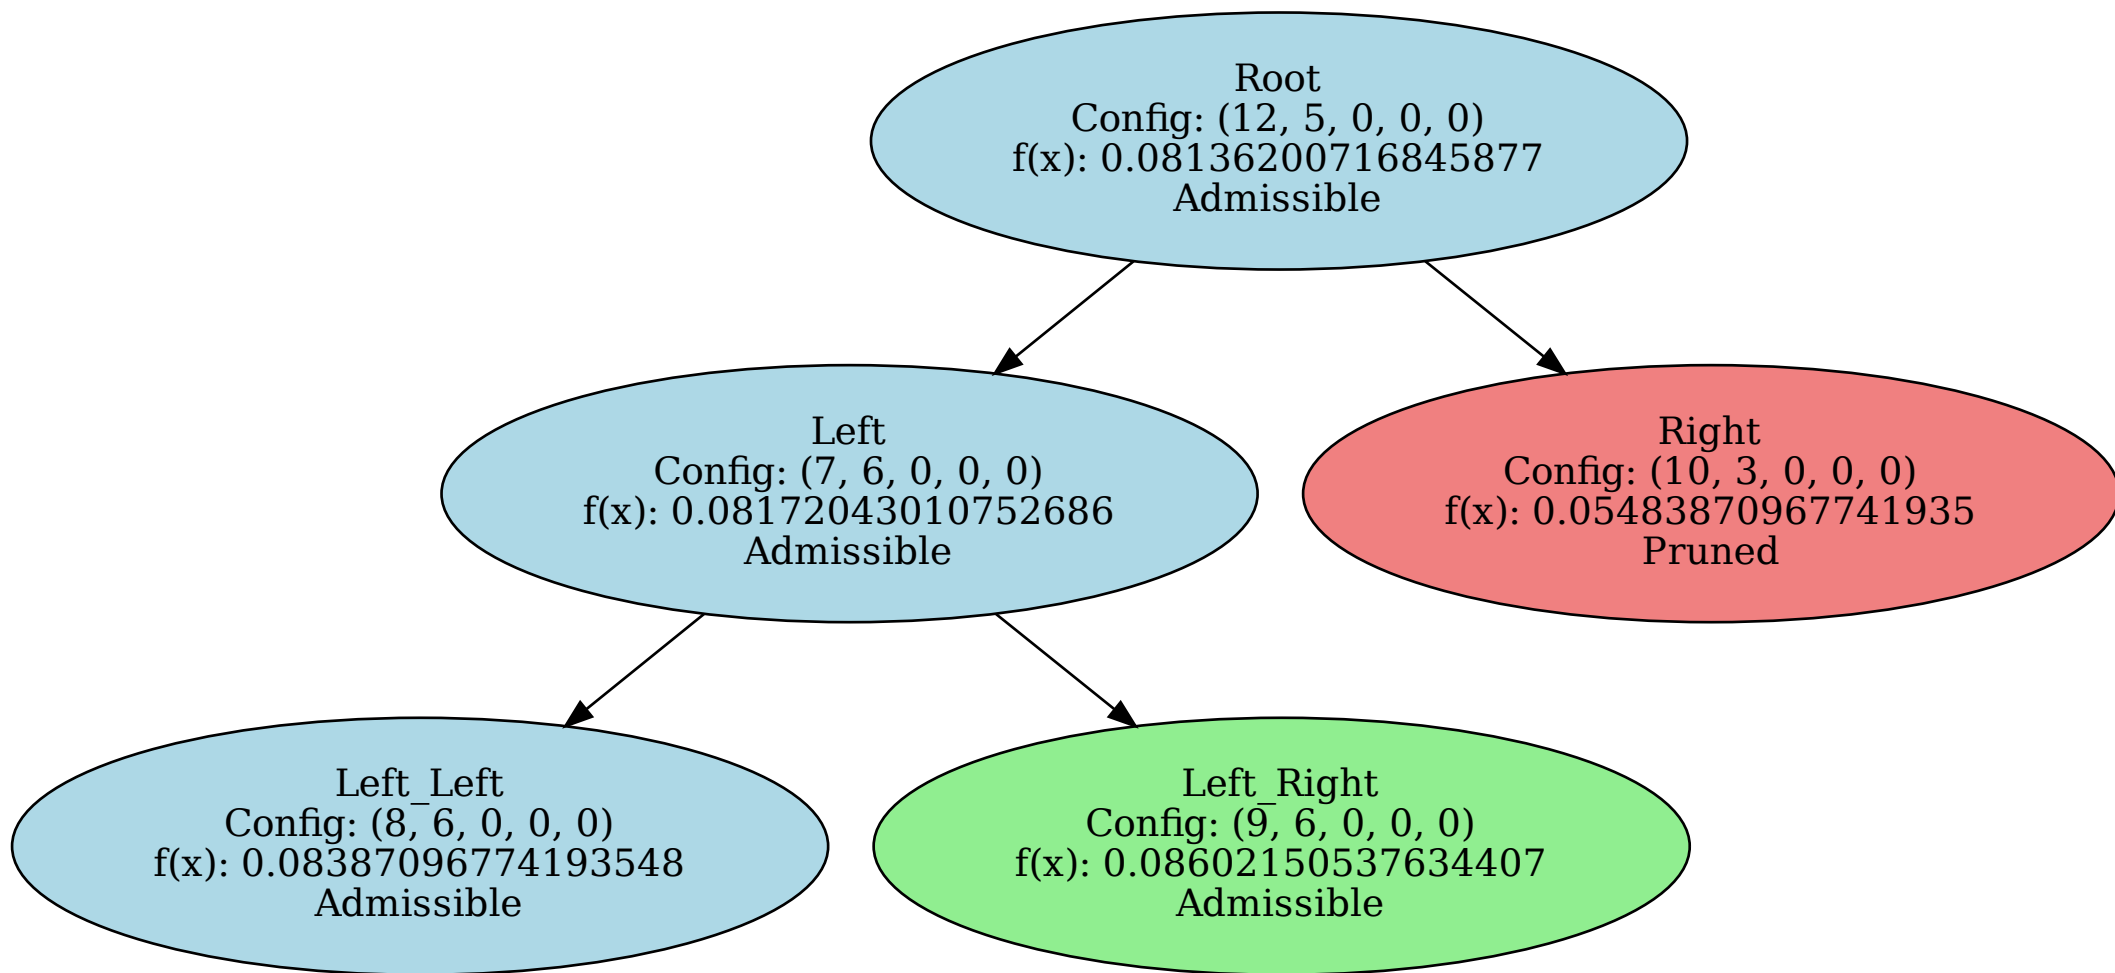 Root
Config: (12, 5, 0, 0, 0)
f(x): 0.08136200716845877
Admissible
Left
Config: (7, 6, 0, 0, 0)
f(x): 0.08172043010752686
Admissible
Right
Config: (10, 3, 0, 0, 0)
f(x): 0.05483870967741935
Pruned
Left_Left
Config: (8, 6, 0, 0, 0)
f(x): 0.08387096774193548
Admissible
Left_Right
Config: (9, 6, 0, 0, 0)
f(x): 0.08602150537634407
Admissible